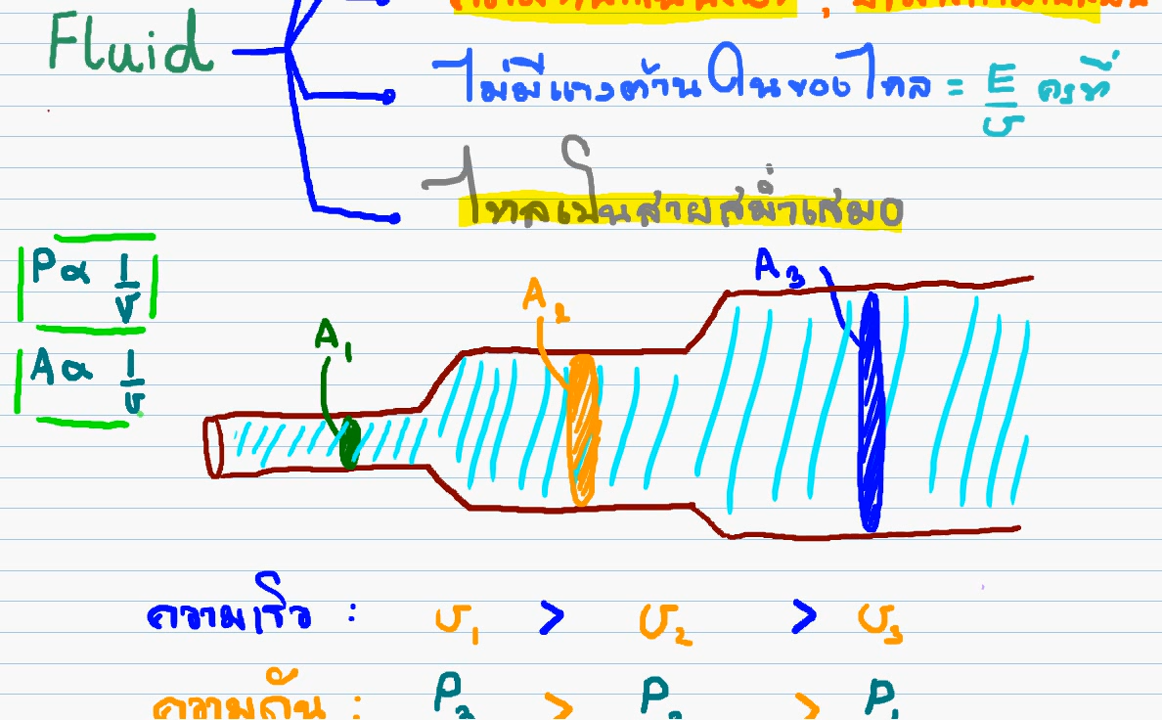 Fluid
ไม่มีแรงต้านในของไหล = E/v คงที่
ไหลเป็นสายสม่ำเสมอ
P ∝ 1/v
A ∝ 1/v
A₁
A₂
A₃
ความเร็ว : v₁ > v₂ > v₃
ความดัน : P₃ > P₂ > P₁